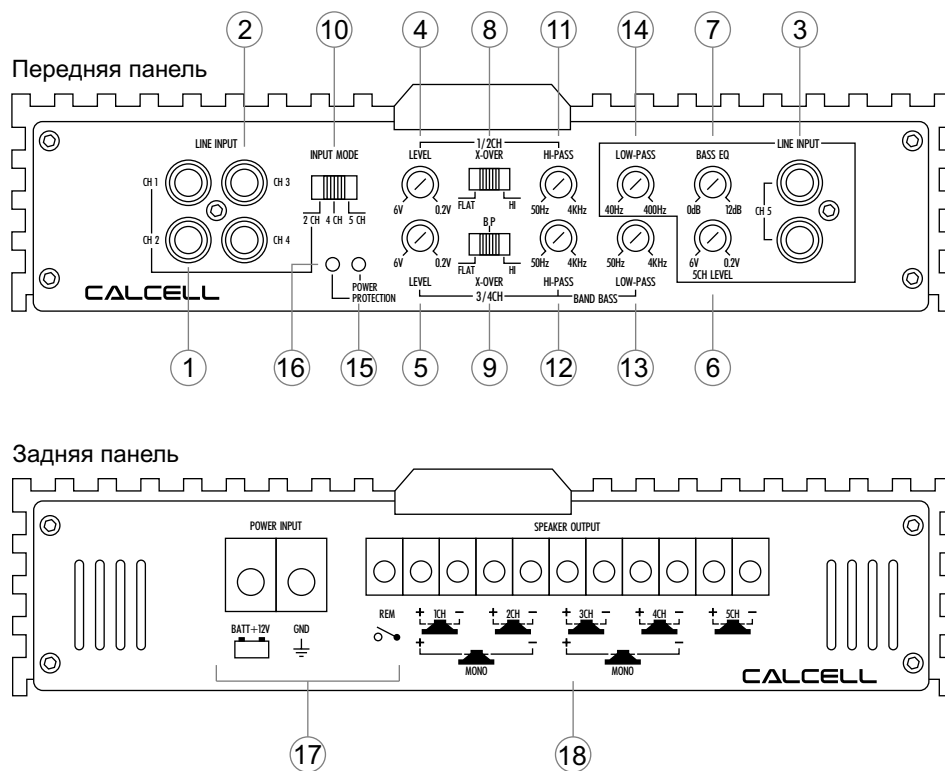 2 10 4 8 11 14 7 3
Передняя панель
1/2CH
LINE INPUT INPUT MODE LEVEL X-OVER HI-PASS LOW-PASS BASS EQ LINE INPUT
CH 1 CH 3
6V 0.2V FLAT HI 50Hz 4KHz 40Hz 400Hz 0dB 12dB
2 CH 4 CH 5 CH
CH 5
BP
CH 2 CH 4
6V 0.2V FLAT HI 50Hz 4KHz 50Hz 4KHz 6V 0.2V
5CH LEVEL
POWER
PROTECTION
LEVEL X-OVER HI-PASS LOW-PASS
3/4CH BAND BASS
CALCELL
1 16 15 5 9 12 13 6
Задняя панель
POWER INPUT SPEAKER OUTPUT
REM + 1CH − + 2CH − + 3CH − + 4CH − + 5CH −
BATT+12V GND
+ − + −
MONO MONO
CALCELL
17 18